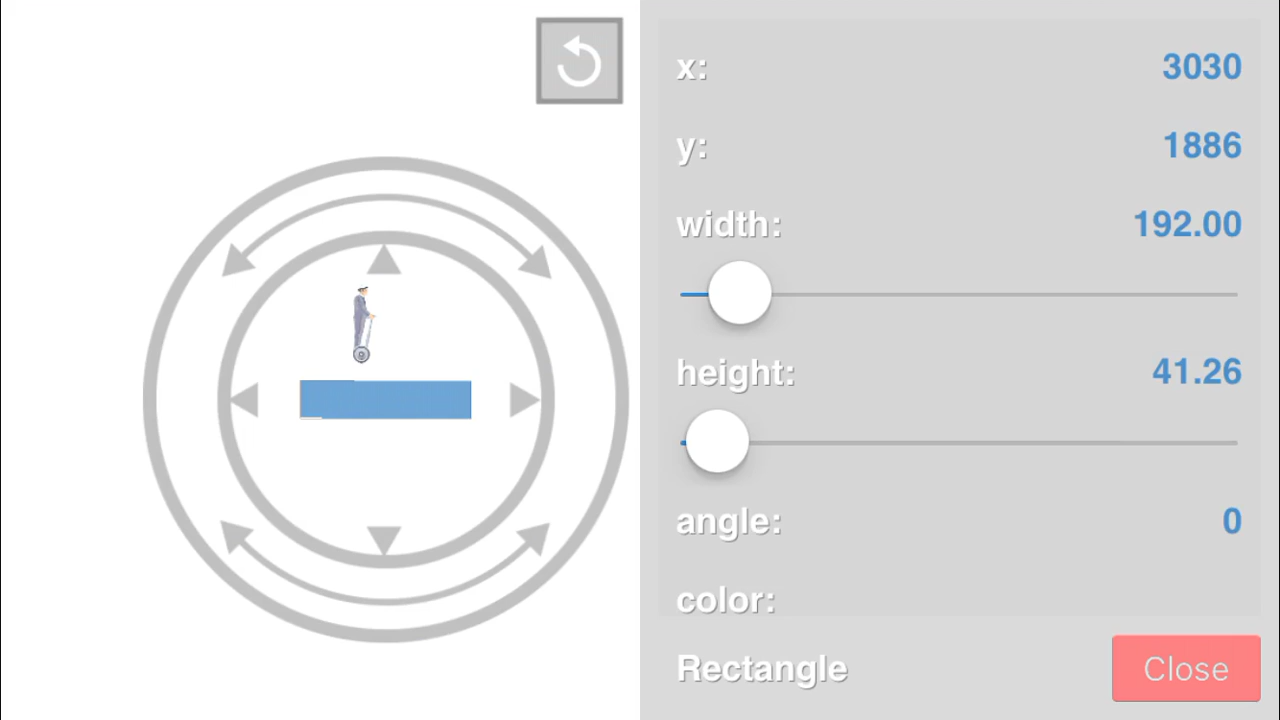 x: 3030
y: 1886
width: 192.00
height: 41.26
angle: 0
color:
Rectangle Close